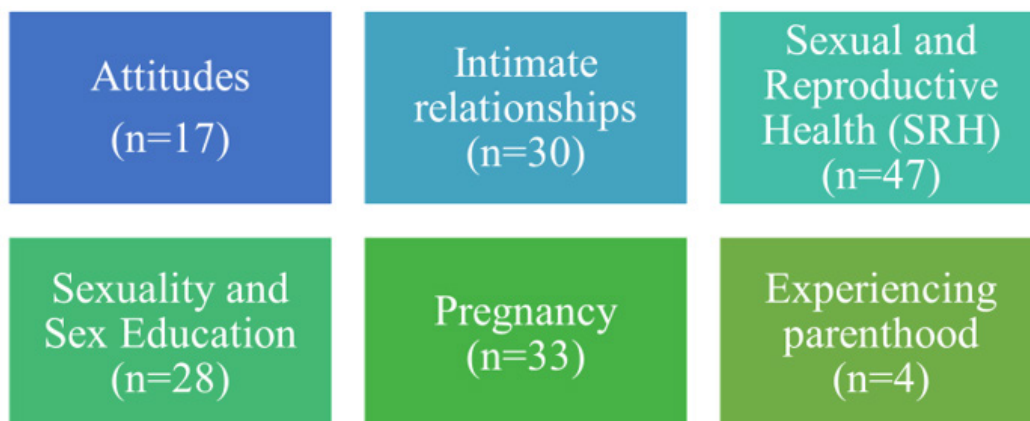 Attitudes
(n=17)
Intimate
relationships
(n=30)
Sexual and
Reproductive
Health (SRH)
(n=47)
Sexuality and
Sex Education
(n=28)
Pregnancy
(n=33)
Experiencing
parenthood
(n=4)